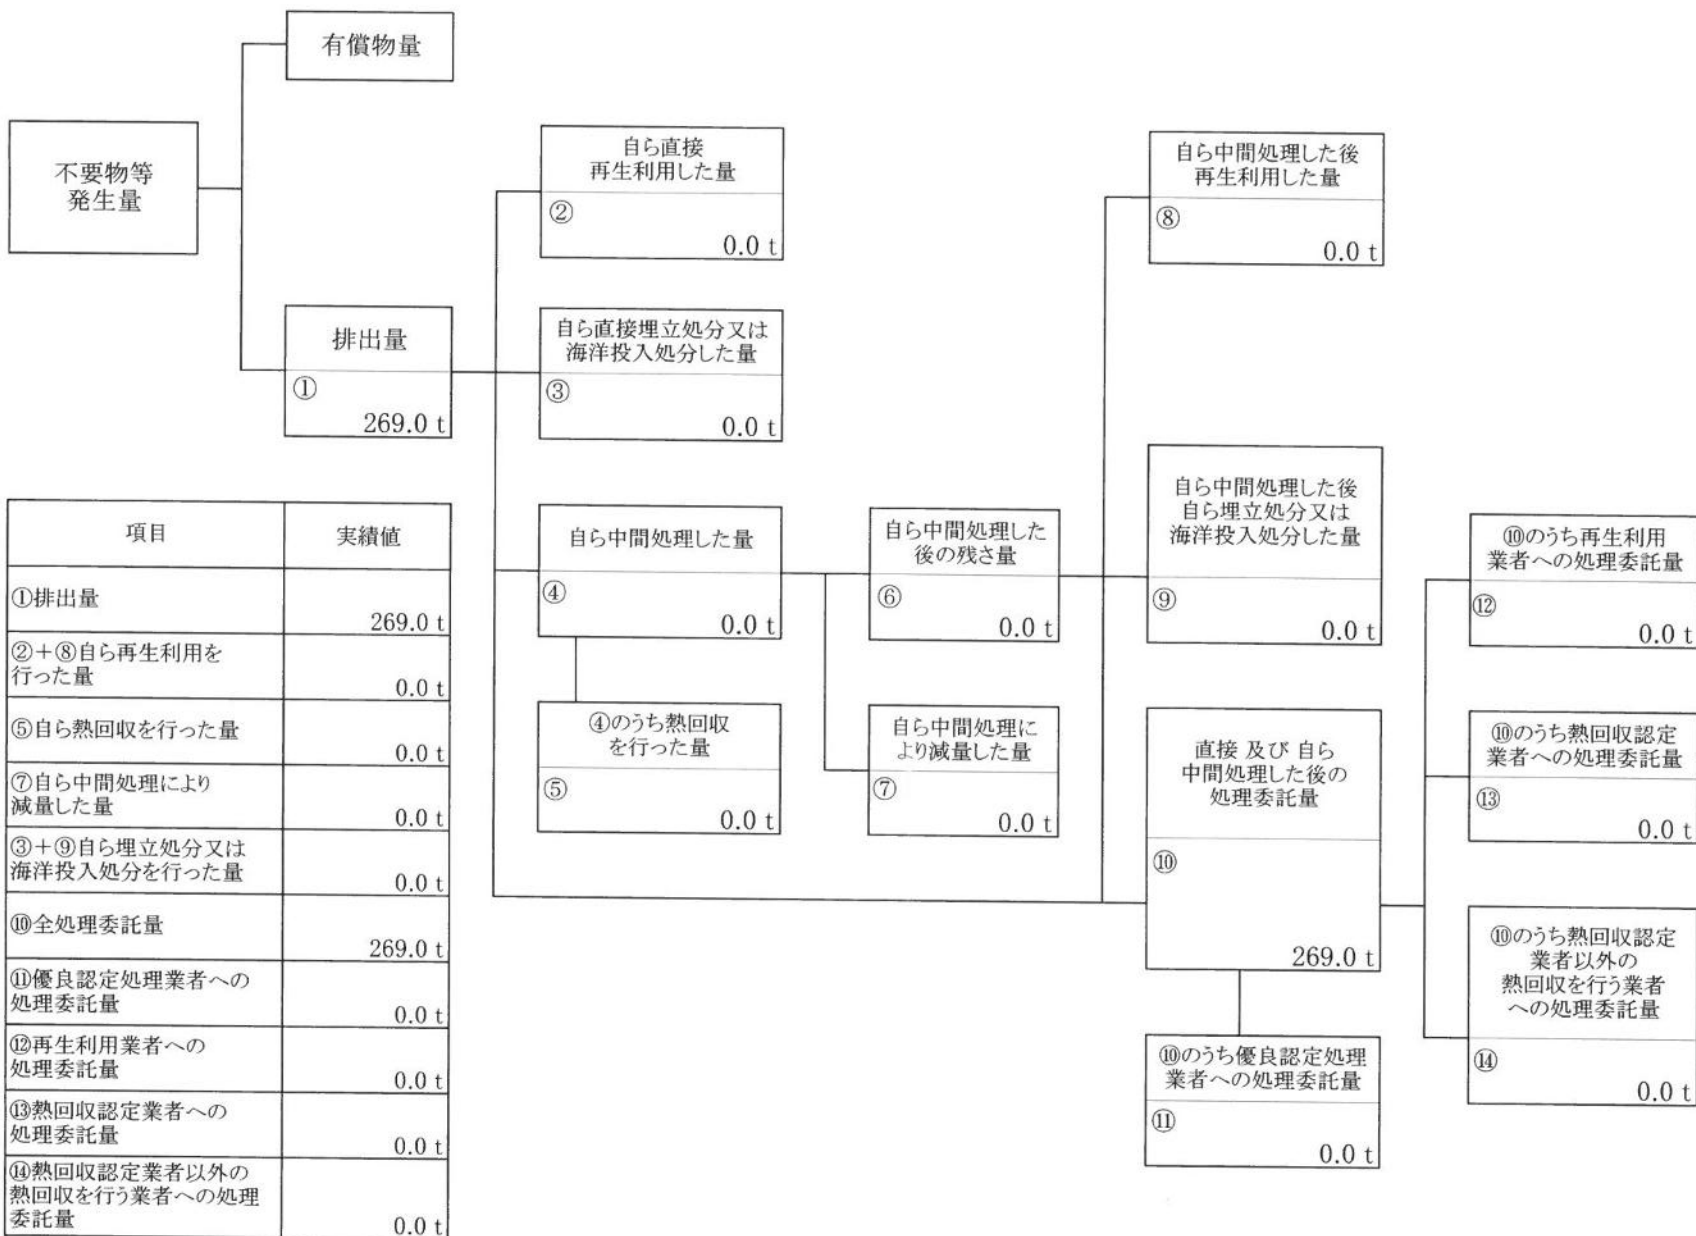 有償物量
不要物等
発生量
排出量
①
269.0 t
自ら直接
再生利用した量
②
0.0 t
自ら直接埋立処分又は
海洋投入処分した量
③
0.0 t
自ら中間処理した量
④
0.0 t
④のうち熱回収
を行った量
⑤
0.0 t
自ら中間処理した
後の残さ量
⑥
0.0 t
自ら中間処理に
より減量した量
⑦
0.0 t
自ら中間処理した後
再生利用した量
⑧
0.0 t
自ら中間処理した後
自ら埋立処分又は
海洋投入処分した量
⑨
0.0 t
直接 及び 自ら
中間処理した後の
処理委託量
⑩
269.0 t
⑩のうち優良認定処理
業者への処理委託量
⑪
0.0 t
⑩のうち再生利用
業者への処理委託量
⑫
0.0 t
⑩のうち熱回収認定
業者への処理委託量
⑬
0.0 t
⑩のうち熱回収認定
業者以外の
熱回収を行う業者
への処理委託量
⑭
0.0 t
項目 実績値
①排出量
269.0 t
②+⑧自ら再生利用を
行った量
0.0 t
⑤自ら熱回収を行った量
0.0 t
⑦自ら中間処理により
減量した量
0.0 t
③+⑨自ら埋立処分又は
海洋投入処分を行った量
0.0 t
⑩全処理委託量
269.0 t
⑪優良認定処理業者への
処理委託量
0.0 t
⑫再生利用業者への
処理委託量
0.0 t
⑬熱回収認定業者への
処理委託量
0.0 t
⑭熱回収認定業者以外の
熱回収を行う業者への処理
委託量
0.0 t